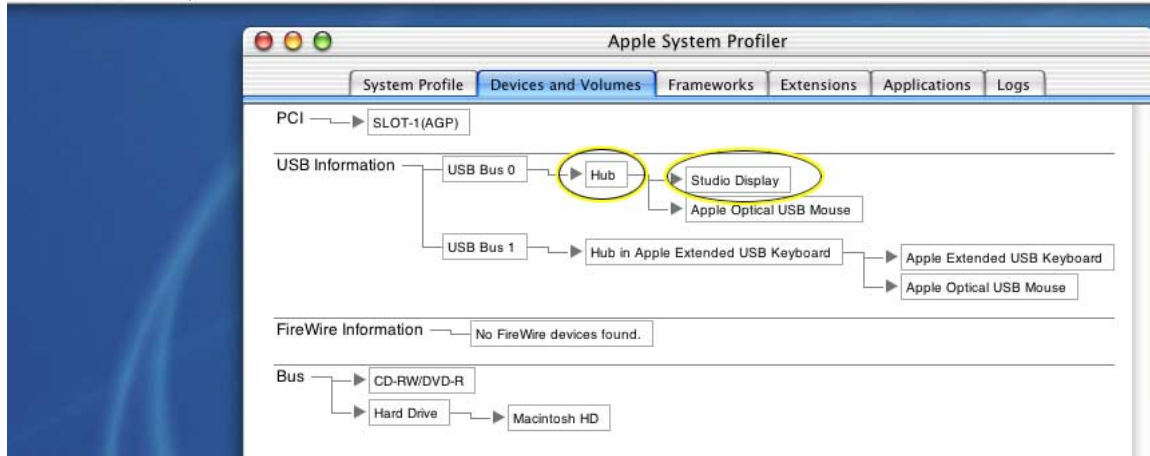 Apple System Profiler
System Profile Devices and Volumes Frameworks Extensions Applications Logs
PCI SLOT-1(AGP)
USB Information USB Bus 0 Hub Studio Display
Apple Optical USB Mouse
USB Bus 1 Hub in Apple Extended USB Keyboard Apple Extended USB Keyboard
Apple Optical USB Mouse
FireWire Information No FireWire devices found.
Bus CD-RW/DVD-R
Hard Drive Macintosh HD